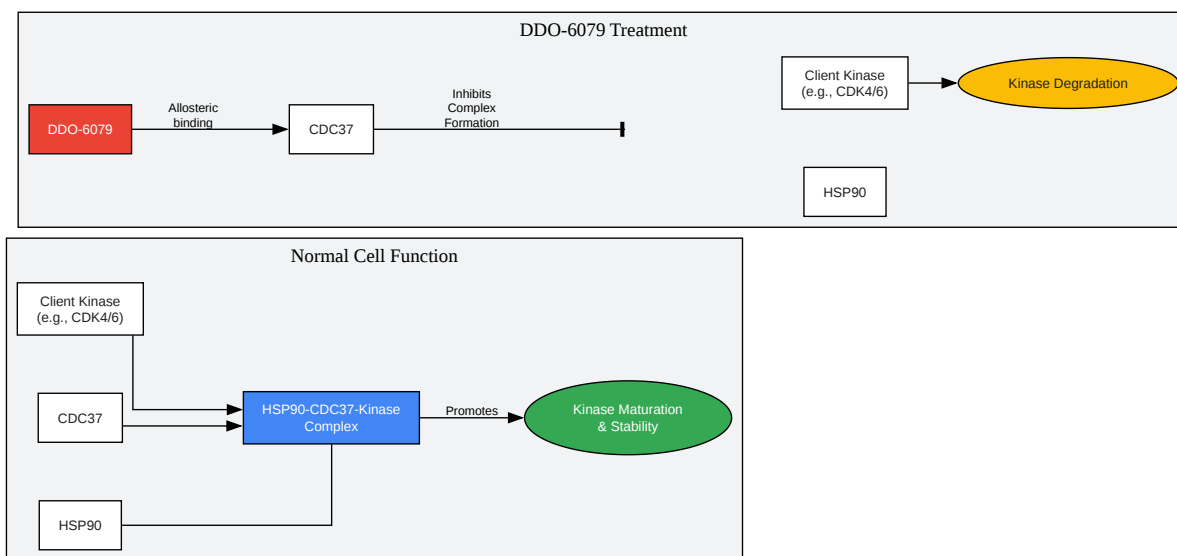 DDO-6079 Treatment
DDO-6079
Allosteric
binding
CDC37
Inhibits
Complex
Formation
Client Kinase
(e.g., CDK4/6)
Kinase Degradation
HSP90
Normal Cell Function
Client Kinase
(e.g., CDK4/6)
CDC37
HSP90
HSP90-CDC37-Kinase
Complex
Promotes
Kinase Maturation
& Stability